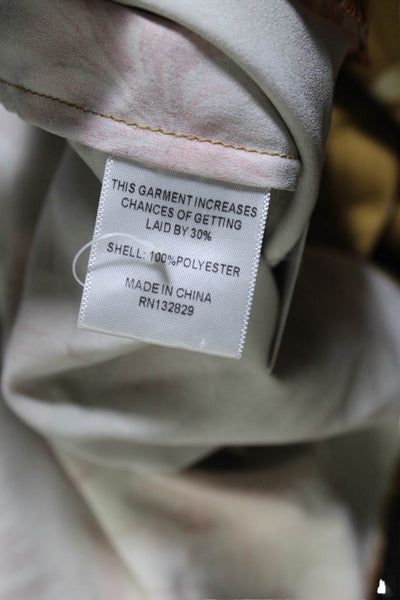 THIS GARMENT INCREASES
CHANCES OF GETTING
LAID BY 30%
SHELL: 100%POLYESTER
MADE IN CHINA
RN132829